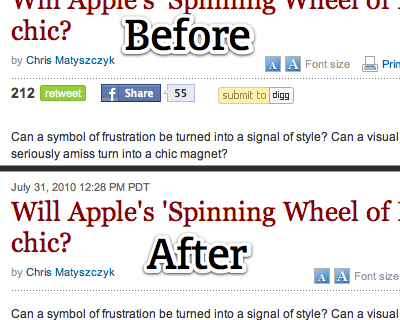 Will Apple's 'Spinning Wheel of
chic?
Before
by Chris Matyszczyk
A A Font size Prin
212 retweet f Share 55 submit to digg
Can a symbol of frustration be turned into a signal of style? Can a visual
seriously amiss turn into a chic magnet?
July 31, 2010 12:28 PM PDT
Will Apple's 'Spinning Wheel of
chic?
After
by Chris Matyszczyk
A A Font size
Can a symbol of frustration be turned into a signal of style? Can a visual